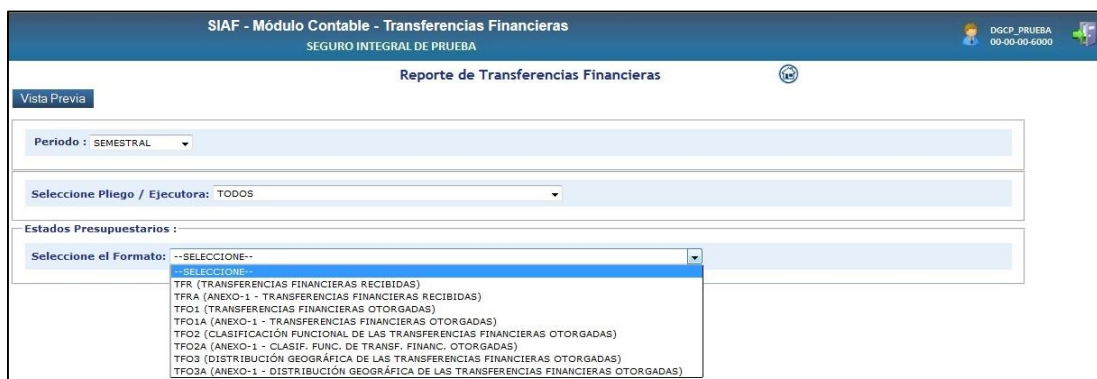 SIAF - Módulo Contable - Transferencias Financieras
SEGURO INTEGRAL DE PRUEBA
DGCP_PRUEBA
00-00-00-6000
Reporte de Transferencias Financieras
Vista Previa
Periodo : SEMESTRAL
Seleccione Pliego / Ejecutora: TODOS
Estados Presupuestarios :
Seleccione el Formato: --SELECCIONE--
--SELECCIONE--
TFR (TRANSFERENCIAS FINANCIERAS RECIBIDAS)
TFRA (ANEXO-1 - TRANSFERENCIAS FINANCIERAS RECIBIDAS)
TFO1 (TRANSFERENCIAS FINANCIERAS OTORGADAS)
TFO1A (ANEXO-1 - TRANSFERENCIAS FINANCIERAS OTORGADAS)
TFO2 (CLASIFICACIÓN FUNCIONAL DE LAS TRANSFERENCIAS FINANCIERAS OTORGADAS)
TFO2A (ANEXO-1 - CLASIF. FUNC. DE TRANSF. FINANC. OTORGADAS)
TFO3 (DISTRIBUCIÓN GEOGRÁFICA DE LAS TRANSFERENCIAS FINANCIERAS OTORGADAS)
TFO3A (ANEXO-1 - DISTRIBUCIÓN GEOGRÁFICA DE LAS TRANSFERENCIAS FINANCIERAS OTORGADAS)